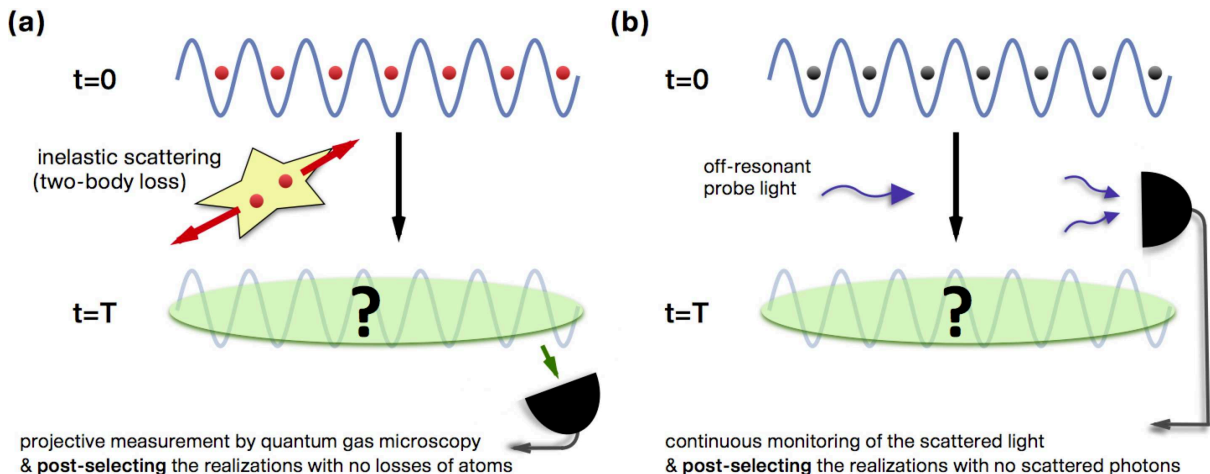 (a)
t=0
inelastic scattering
(two-body loss)
t=T
?
projective measurement by quantum gas microscopy
& post-selecting the realizations with no losses of atoms
(b)
t=0
off-resonant
probe light
t=T
?
continuous monitoring of the scattered light
& post-selecting the realizations with no scattered photons